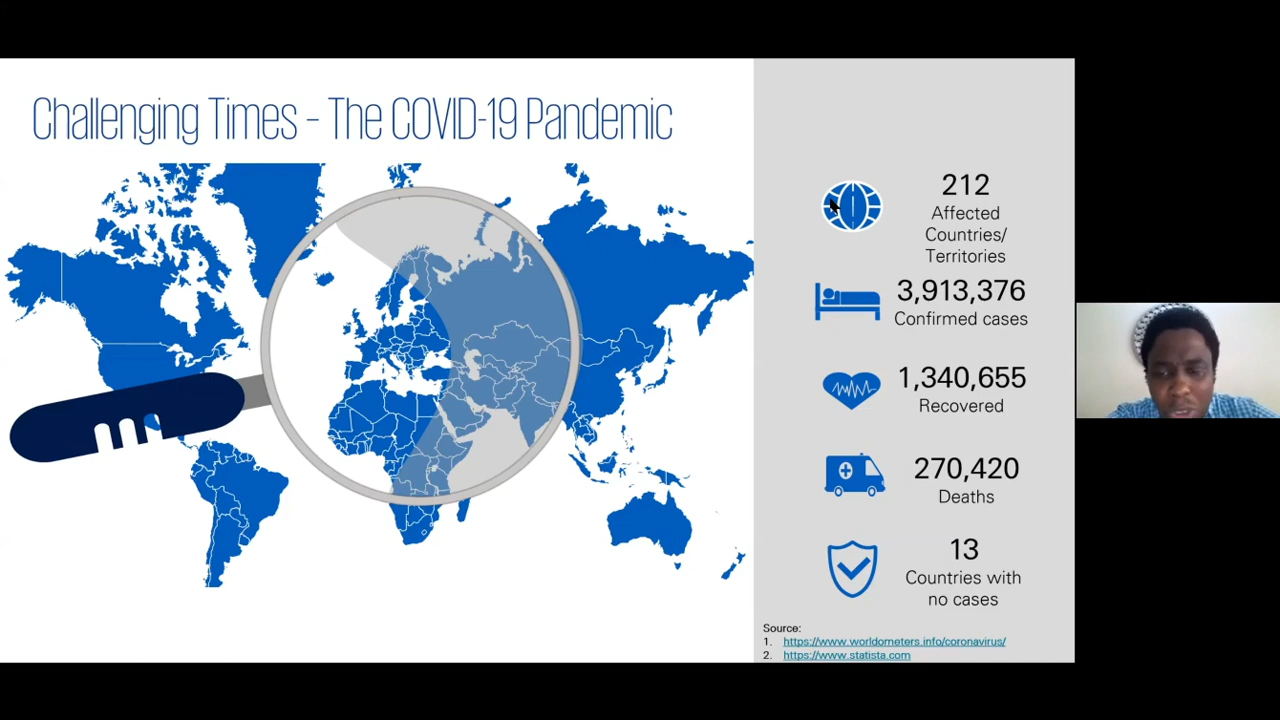 Challenging Times – The COVID-19 Pandemic
212
Affected
Countries/
Territories
3,913,376
Confirmed cases
1,340,655
Recovered
270,420
Deaths
13
Countries with
no cases
Source:
1. https://www.worldometers.info/coronavirus/
2. https://www.statista.com